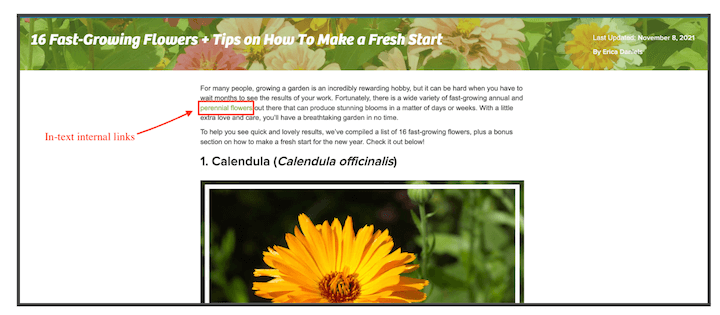 16 Fast-Growing Flowers + Tips on How To Make a Fresh Start
Last Updated: November 8, 2021
By Erica Daniels
For many people, growing a garden is an incredibly rewarding hobby, but it can be hard when you have to
wait months to see the results of your work. Fortunately, there is a wide variety of fast-growing annual and
perennial flowers out there that can produce stunning blooms in a matter of days or weeks. With a little
extra love and care, you'll have a breathtaking garden in no time.
In-text internal links
To help you see quick and lovely results, we've compiled a list of 16 fast-growing flowers, plus a bonus
section on how to make a fresh start for the new year. Check it out below!
1. Calendula (Calendula officinalis)